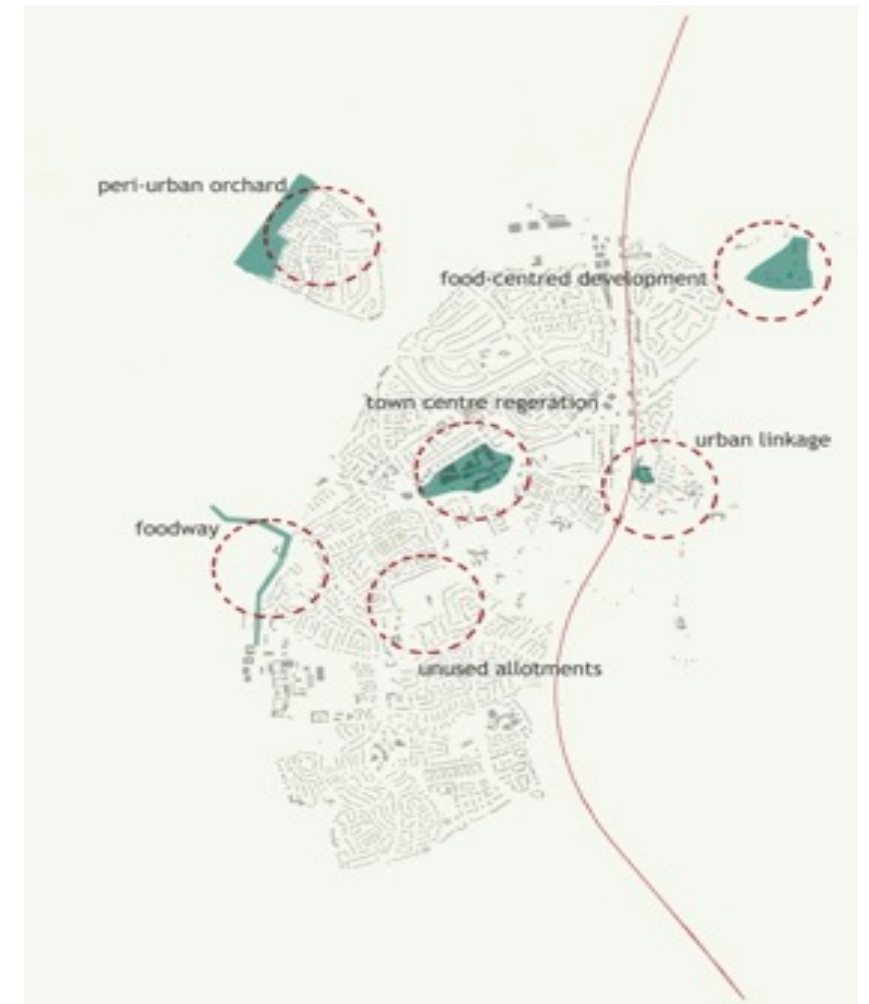 peri-urban orchard
food-centred development
town centre regeration
urban linkage
foodway
unused allotments